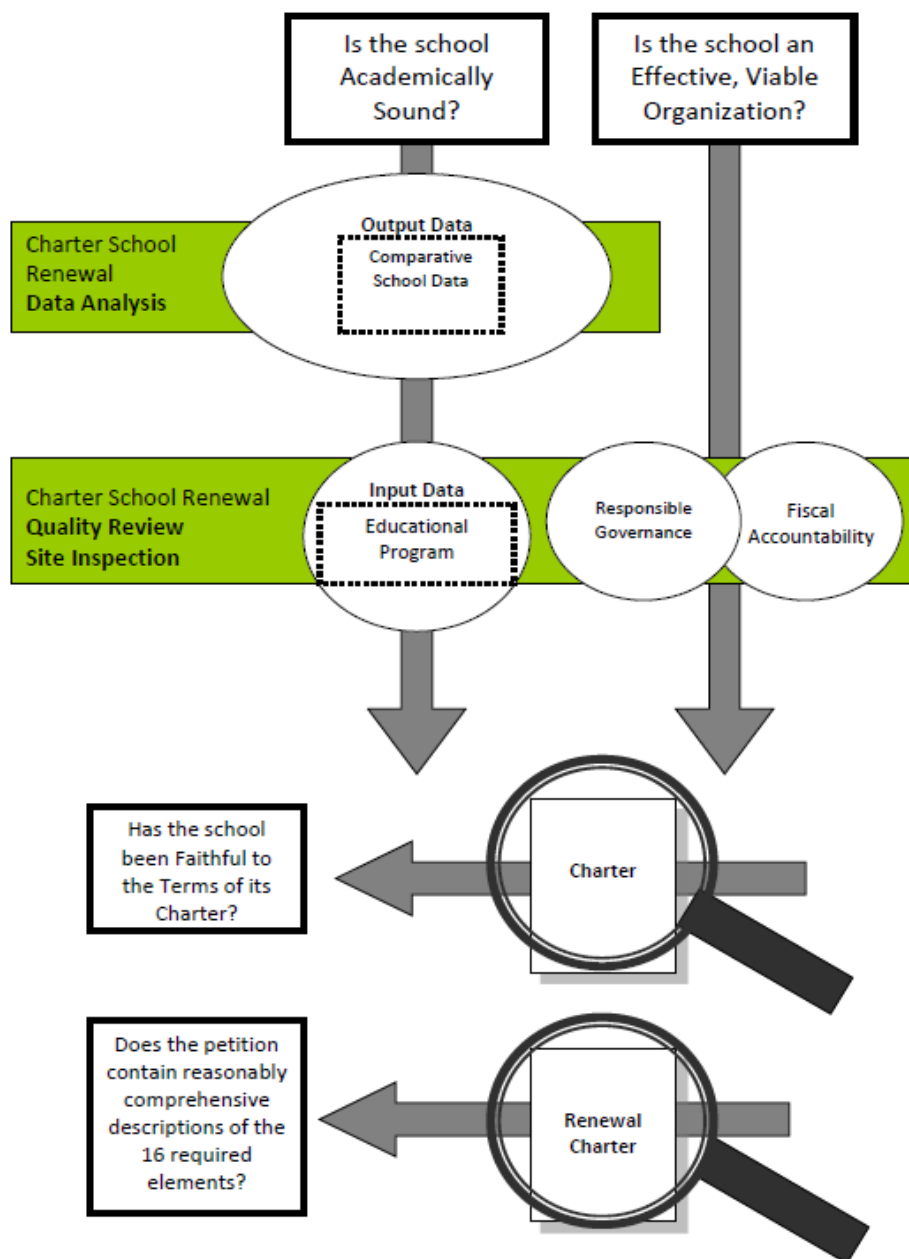 Is the school
Academically
Sound?
Is the school an
Effective, Viable
Organization?
Charter School
Renewal
Data Analysis
Output Data
Comparative
School Data
Charter School Renewal
Quality Review
Site Inspection
Input Data
Educational
Program
Responsible
Governance
Fiscal
Accountability
Has the school
been Faithful to
the Terms of its
Charter?
Charter
Does the petition
contain reasonably
comprehensive
descriptions of the
16 required
elements?
Renewal
Charter